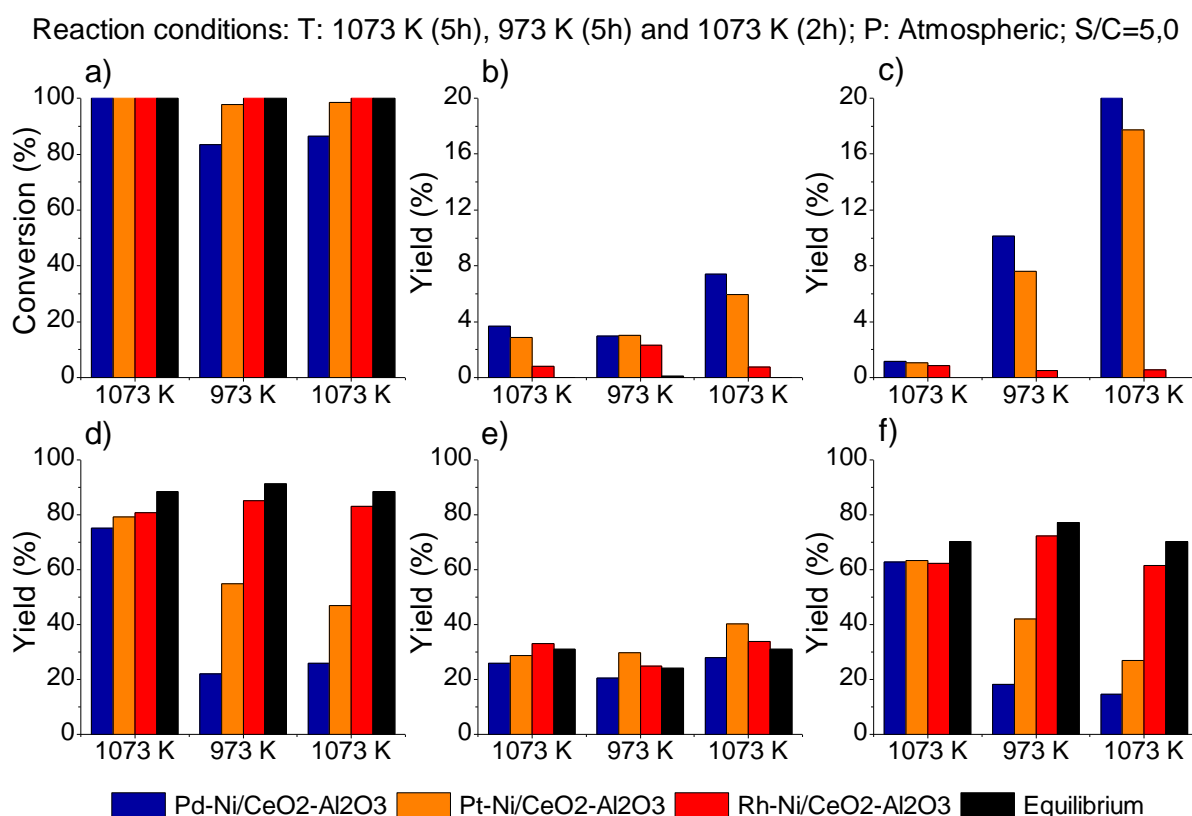 Reaction conditions: T: 1073 K (5h), 973 K (5h) and 1073 K (2h); P: Atmospheric; S/C=5,0
a)
100
80
60
40
20
0
Conversion (%)
1073 K 973 K 1073 K
b)
20
16
12
8
4
0
Yield (%)
1073 K 973 K 1073 K
c)
20
16
12
8
4
0
Yield (%)
1073 K 973 K 1073 K
d)
100
80
60
40
20
0
Yield (%)
1073 K 973 K 1073 K
e)
100
80
60
40
20
0
Yield (%)
1073 K 973 K 1073 K
f)
100
80
60
40
20
0
Yield (%)
1073 K 973 K 1073 K
Pd-Ni/CeO2-Al2O3 Pt-Ni/CeO2-Al2O3 Rh-Ni/CeO2-Al2O3 Equilibrium